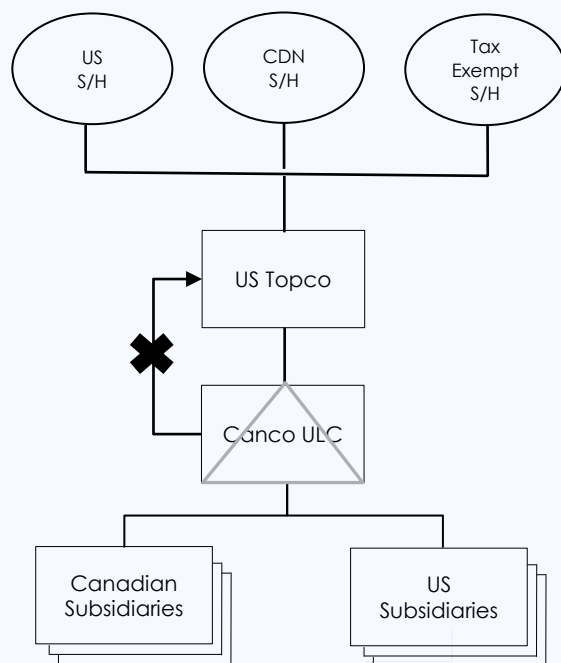 US
S/H
CDN
S/H
Tax
Exempt
S/H
US Topco
Canco ULC
Canadian
Subsidiaries
US
Subsidiaries